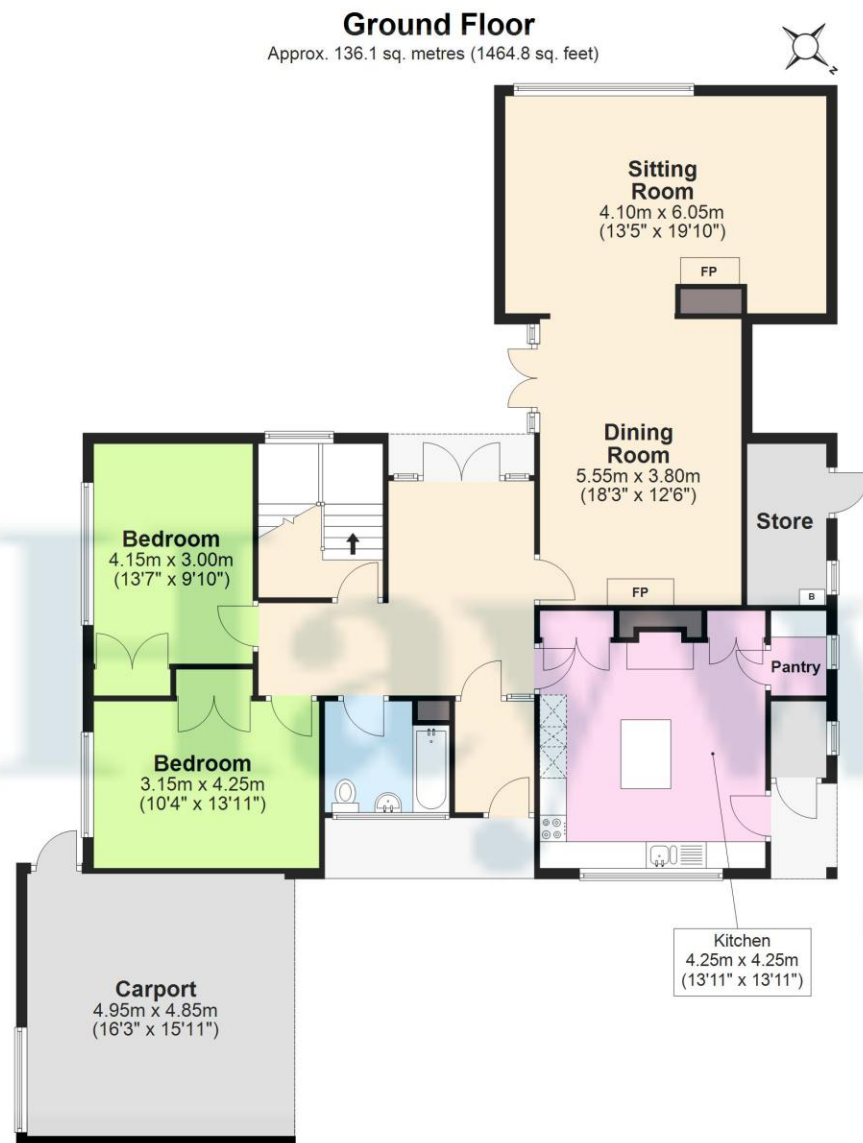 Ground Floor
Approx. 136.1 sq. metres (1464.8 sq. feet)
N
Sitting
Room
4.10m x 6.05m
(13'5" x 19'10")
FP
Dining
Room
5.55m x 3.80m
(18'3" x 12'6")
FP
Store
B
Bedroom
4.15m x 3.00m
(13'7" x 9'10")
Pantry
Bedroom
3.15m x 4.25m
(10'4" x 13'11")
Kitchen
4.25m x 4.25m
(13'11" x 13'11")
Carport
4.95m x 4.85m
(16'3" x 15'11")